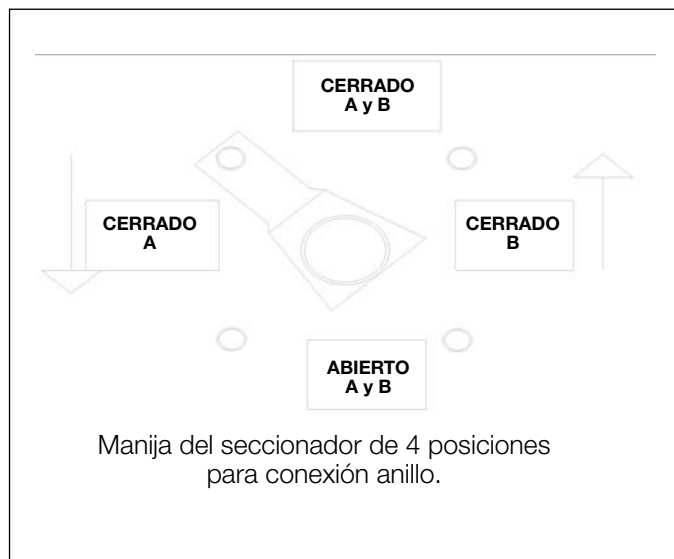 CERRADO
A y B
CERRADO
A
CERRADO
B
ABIERTO
A y B
Manija del seccionador de 4 posiciones
para conexión anillo.